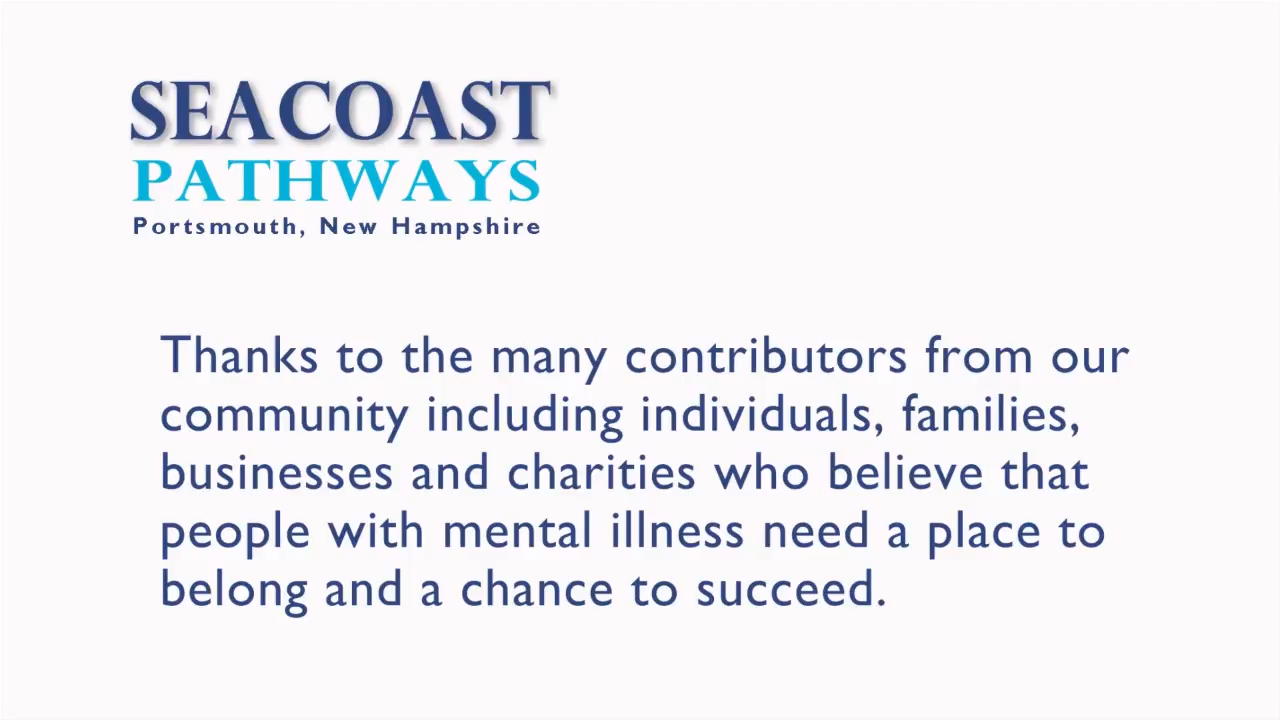 SEACOAST
PATHWAYS
Portsmouth, New Hampshire
Thanks to the many contributors from our
community including individuals, families,
businesses and charities who believe that
people with mental illness need a place to
belong and a chance to succeed.